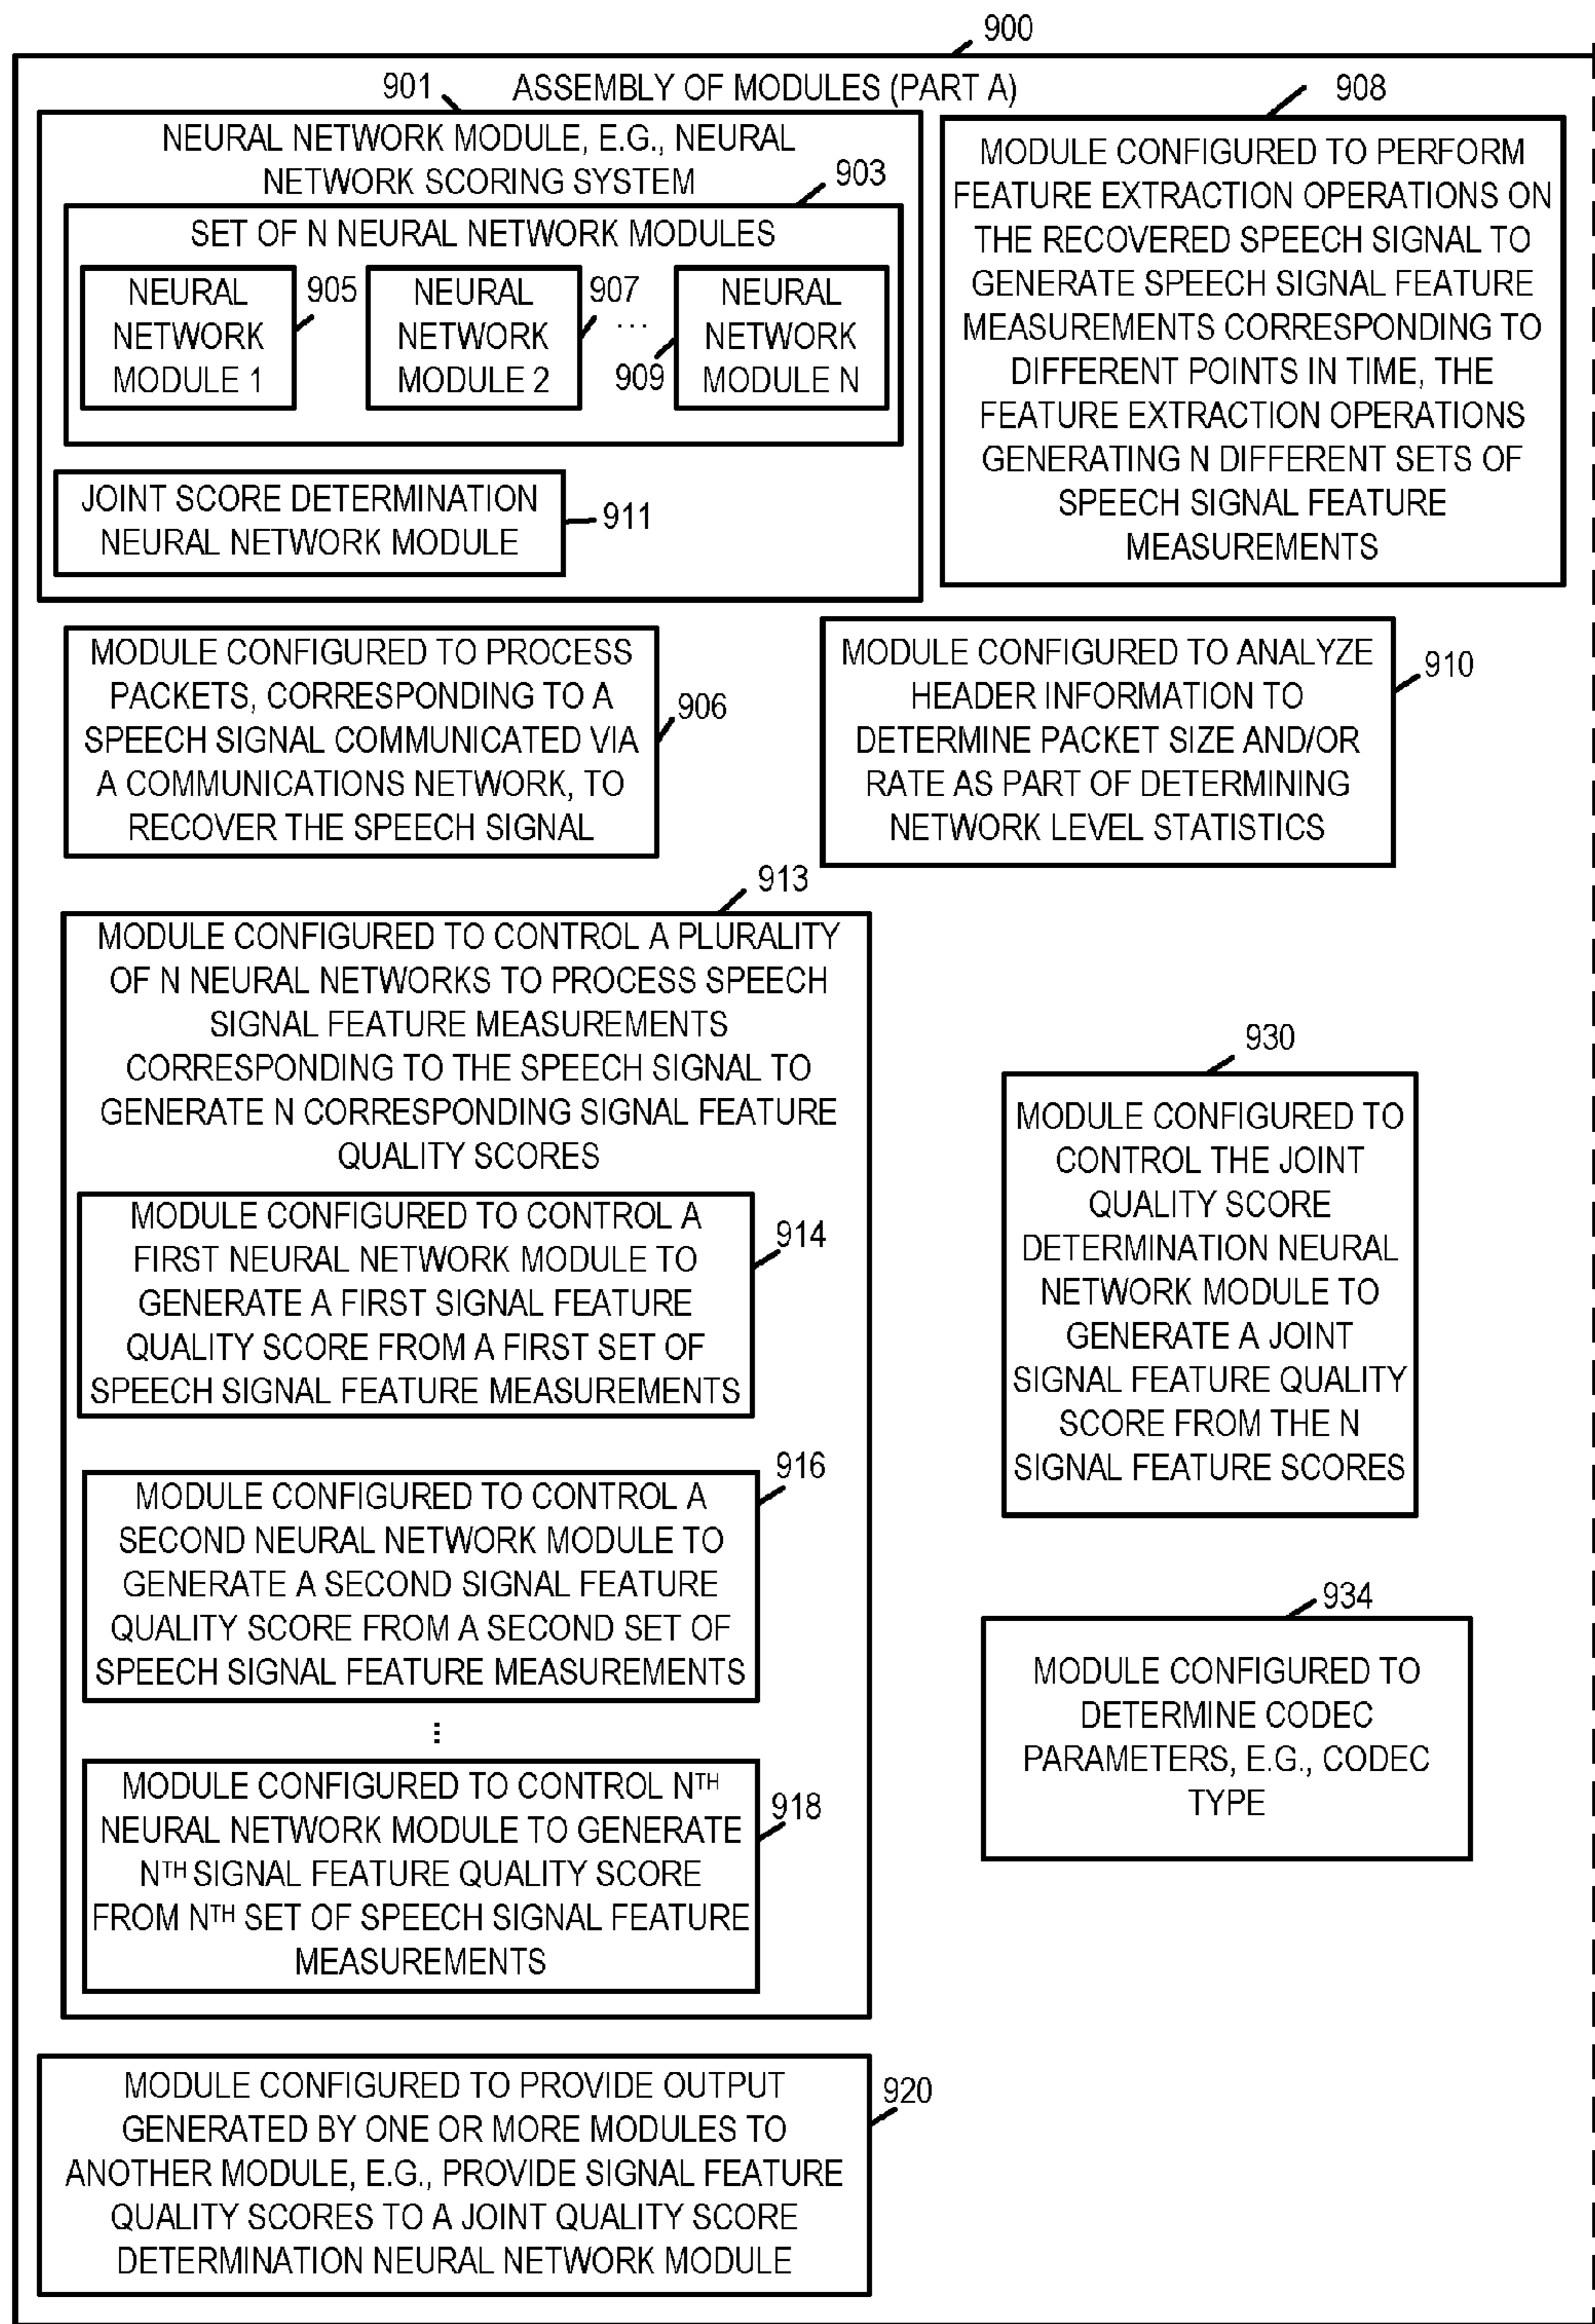 900
ASSEMBLY OF MODULES (PART A)
901
NEURAL NETWORK MODULE, E.G., NEURAL
NETWORK SCORING SYSTEM
903
SET OF N NEURAL NETWORK MODULES
NEURAL
NETWORK
MODULE 1
905
NEURAL
NETWORK
MODULE 2
907
...
909
NEURAL
NETWORK
MODULE N
JOINT SCORE DETERMINATION
NEURAL NETWORK MODULE
911
908
MODULE CONFIGURED TO PERFORM
FEATURE EXTRACTION OPERATIONS ON
THE RECOVERED SPEECH SIGNAL TO
GENERATE SPEECH SIGNAL FEATURE
MEASUREMENTS CORRESPONDING TO
DIFFERENT POINTS IN TIME, THE
FEATURE EXTRACTION OPERATIONS
GENERATING N DIFFERENT SETS OF
SPEECH SIGNAL FEATURE
MEASUREMENTS
MODULE CONFIGURED TO PROCESS
PACKETS, CORRESPONDING TO A
SPEECH SIGNAL COMMUNICATED VIA
A COMMUNICATIONS NETWORK, TO
RECOVER THE SPEECH SIGNAL
906
MODULE CONFIGURED TO ANALYZE
HEADER INFORMATION TO
DETERMINE PACKET SIZE AND/OR
RATE AS PART OF DETERMINING
NETWORK LEVEL STATISTICS
910
913
MODULE CONFIGURED TO CONTROL A PLURALITY
OF N NEURAL NETWORKS TO PROCESS SPEECH
SIGNAL FEATURE MEASUREMENTS
CORRESPONDING TO THE SPEECH SIGNAL TO
GENERATE N CORRESPONDING SIGNAL FEATURE
QUALITY SCORES
MODULE CONFIGURED TO CONTROL A
FIRST NEURAL NETWORK MODULE TO
GENERATE A FIRST SIGNAL FEATURE
QUALITY SCORE FROM A FIRST SET OF
SPEECH SIGNAL FEATURE MEASUREMENTS
914
MODULE CONFIGURED TO CONTROL A
SECOND NEURAL NETWORK MODULE TO
GENERATE A SECOND SIGNAL FEATURE
QUALITY SCORE FROM A SECOND SET OF
SPEECH SIGNAL FEATURE MEASUREMENTS
916
...
MODULE CONFIGURED TO CONTROL NTH
NEURAL NETWORK MODULE TO GENERATE
NTH SIGNAL FEATURE QUALITY SCORE
FROM NTH SET OF SPEECH SIGNAL FEATURE
MEASUREMENTS
918
930
MODULE CONFIGURED TO
CONTROL THE JOINT
QUALITY SCORE
DETERMINATION NEURAL
NETWORK MODULE TO
GENERATE A JOINT
SIGNAL FEATURE QUALITY
SCORE FROM THE N
SIGNAL FEATURE SCORES
934
MODULE CONFIGURED TO
DETERMINE CODEC
PARAMETERS, E.G., CODEC
TYPE
MODULE CONFIGURED TO PROVIDE OUTPUT
GENERATED BY ONE OR MORE MODULES TO
ANOTHER MODULE, E.G., PROVIDE SIGNAL FEATURE
QUALITY SCORES TO A JOINT QUALITY SCORE
DETERMINATION NEURAL NETWORK MODULE
920